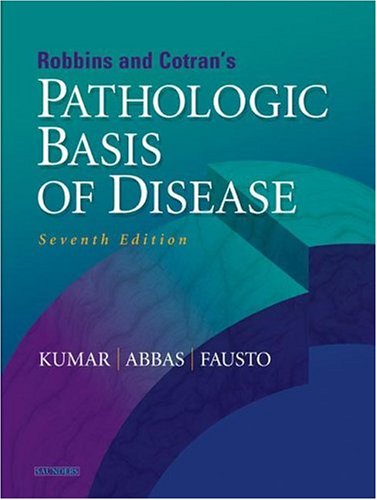 Robbins and Cotran's
PATHOLOGIC
BASIS
OF DISEASE
Seventh Edition
KUMAR | ABBAS | FAUSTO
SAUNDERS